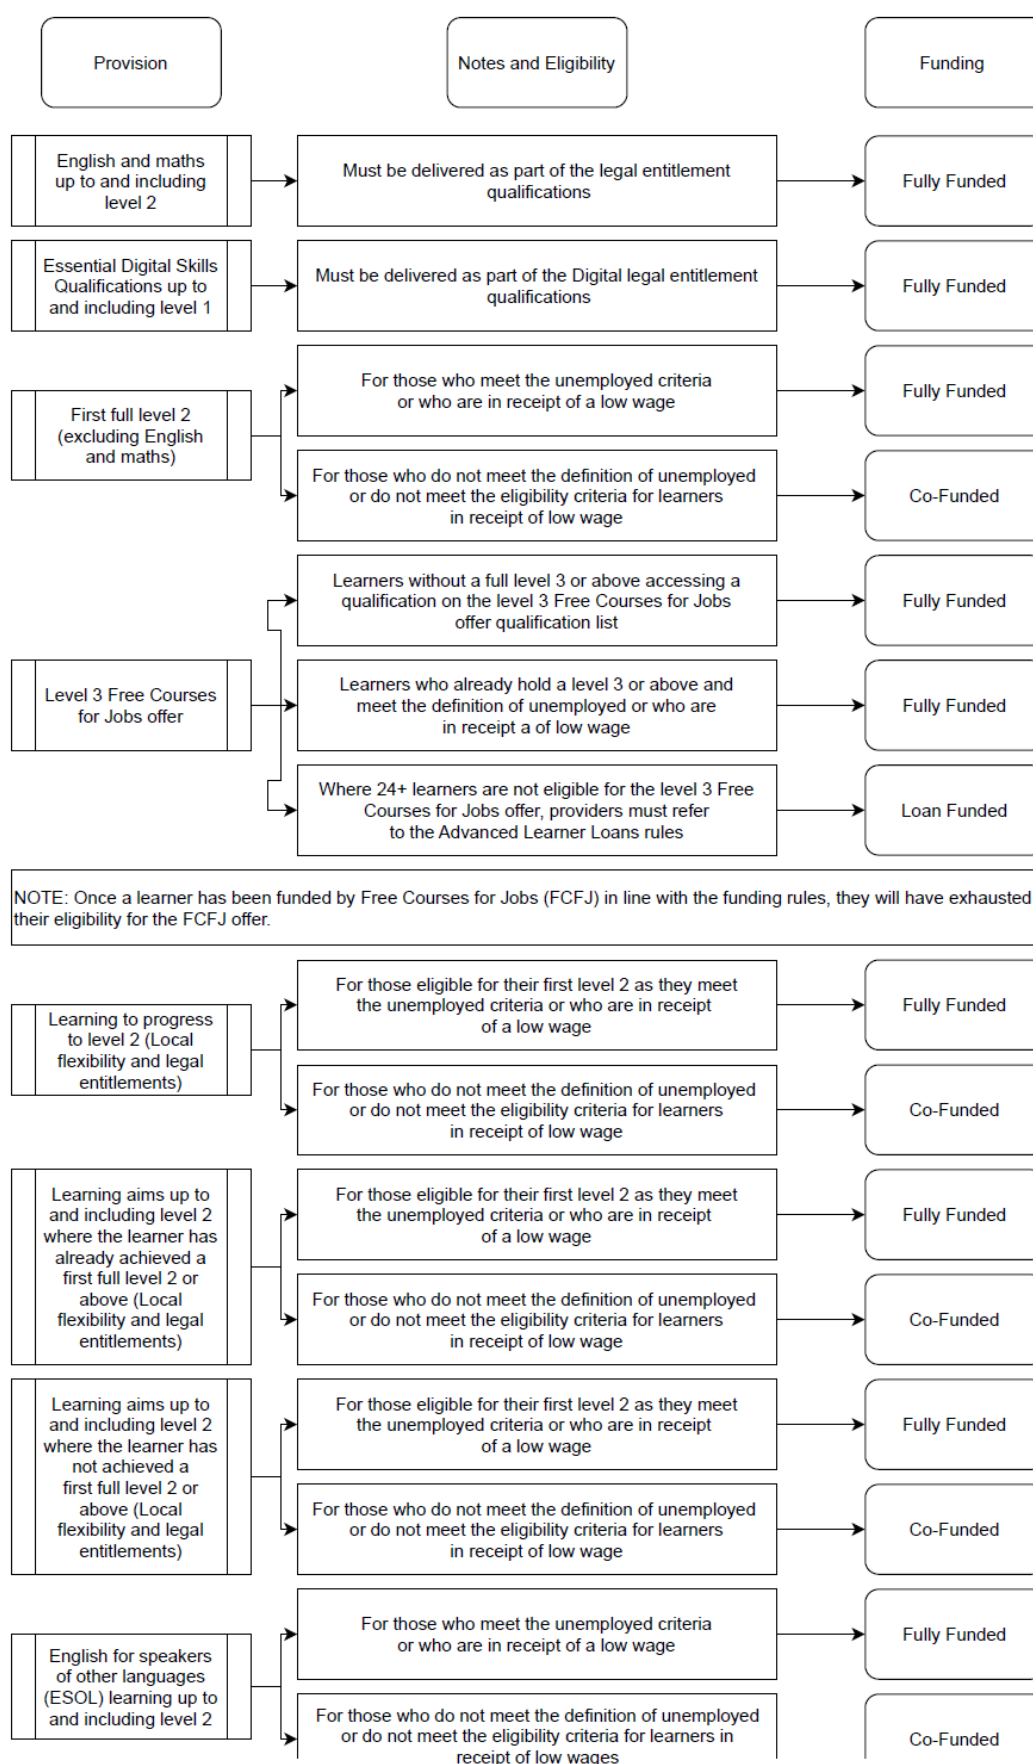 Provision
Notes and Eligibility
Funding
English and maths
up to and including
level 2
Must be delivered as part of the legal entitlement
qualifications
Fully Funded
Essential Digital Skills
Qualifications up to
and including level 1
Must be delivered as part of the Digital legal entitlement
qualifications
Fully Funded
First full level 2
(excluding English
and maths)
For those who meet the unemployed criteria
or who are in receipt of a low wage
Fully Funded
For those who do not meet the definition of unemployed
or do not meet the eligibility criteria for learners
in receipt of low wage
Co-Funded
Level 3 Free Courses
for Jobs offer
Learners without a full level 3 or above accessing a
qualification on the level 3 Free Courses for Jobs
offer qualification list
Fully Funded
Learners who already hold a level 3 or above and
meet the definition of unemployed or who are
in receipt a of low wage
Fully Funded
Where 24+ learners are not eligible for the level 3 Free
Courses for Jobs offer, providers must refer
to the Advanced Learner Loans rules
Loan Funded
NOTE: Once a learner has been funded by Free Courses for Jobs (FCFJ) in line with the funding rules, they will have exhausted
their eligibility for the FCFJ offer.
Learning to progress
to level 2 (Local
flexibility and legal
entitlements)
For those eligible for their first level 2 as they meet
the unemployed criteria or who are in receipt
of a low wage
Fully Funded
For those who do not meet the definition of unemployed
or do not meet the eligibility criteria for learners
in receipt of low wage
Co-Funded
Learning aims up to
and including level 2
where the learner has
already achieved a
first full level 2 or
above (Local
flexibility and legal
entitlements)
For those eligible for their first level 2 as they meet
the unemployed criteria or who are in receipt
of a low wage
Fully Funded
For those who do not meet the definition of unemployed
or do not meet the eligibility criteria for learners
in receipt of low wage
Co-Funded
Learning aims up to
and including level 2
where the learner has
not achieved a
first full level 2 or
above (Local
flexibility and legal
entitlements)
For those eligible for their first level 2 as they meet
the unemployed criteria or who are in receipt
of a low wage
Fully Funded
For those who do not meet the definition of unemployed
or do not meet the eligibility criteria for learners
in receipt of low wage
Co-Funded
English for speakers
of other languages
(ESOL) learning up to
and including level 2
For those who meet the unemployed criteria
or who are in receipt of a low wage
Fully Funded
For those who do not meet the definition of unemployed
or do not meet the eligibility criteria for learners in
receipt of low wages
Co-Funded